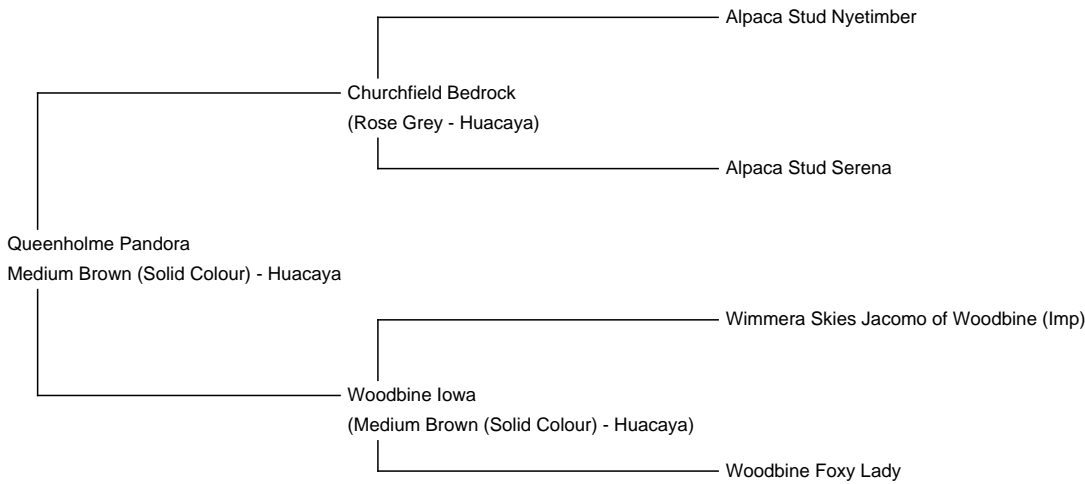 Alpaca Stud Nyetimber
Churchfield Bedrock
(Rose Grey - Huacaya)
Alpaca Stud Serena
Queenholme Pandora
Medium Brown (Solid Colour) - Huacaya
Wimmera Skies Jacomo of Woodbine (Imp)
Woodbine Iowa
(Medium Brown (Solid Colour) - Huacaya)
Woodbine Foxy Lady